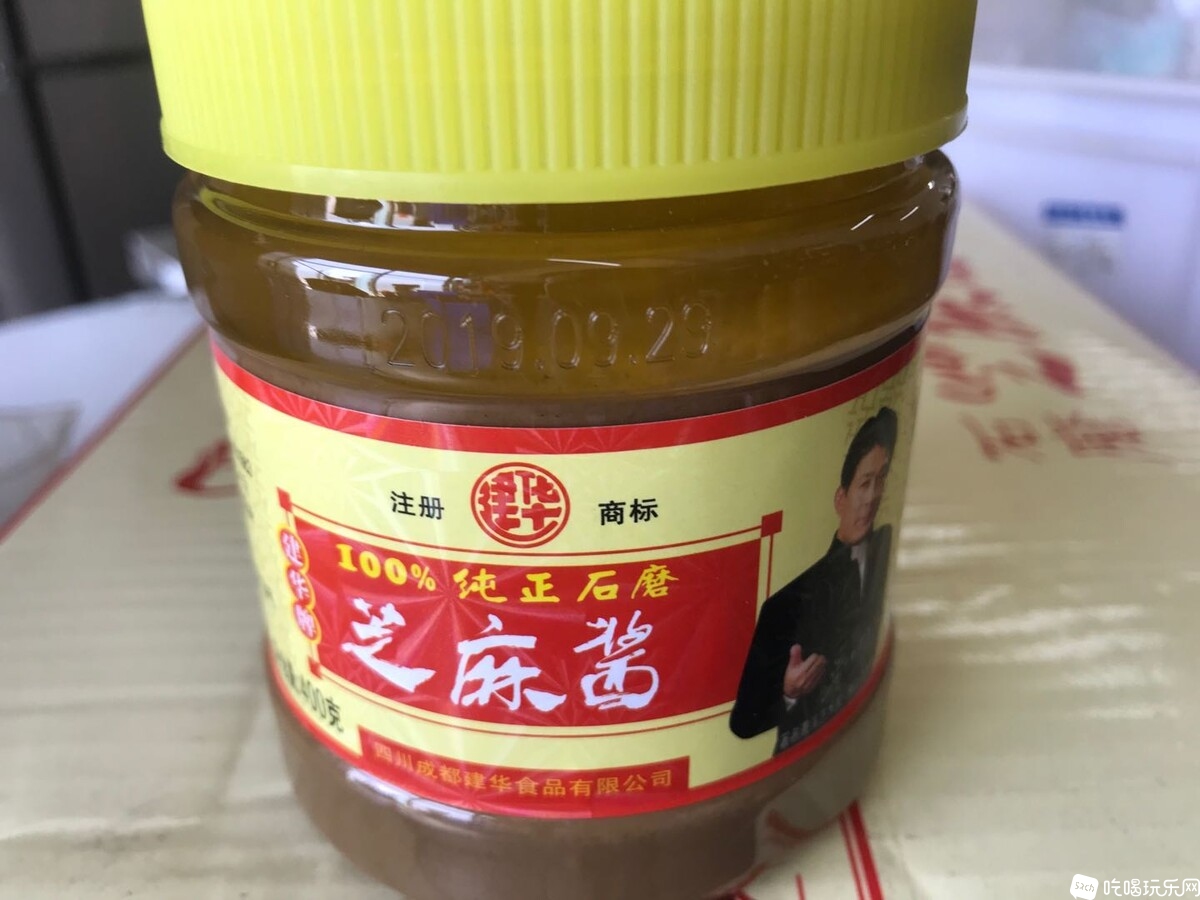 2019.09.29
注册 建华 商标
建华牌
100% 纯正石磨
芝麻酱
400克
四川成都建华食品有限公司
sach 吃喝玩乐网